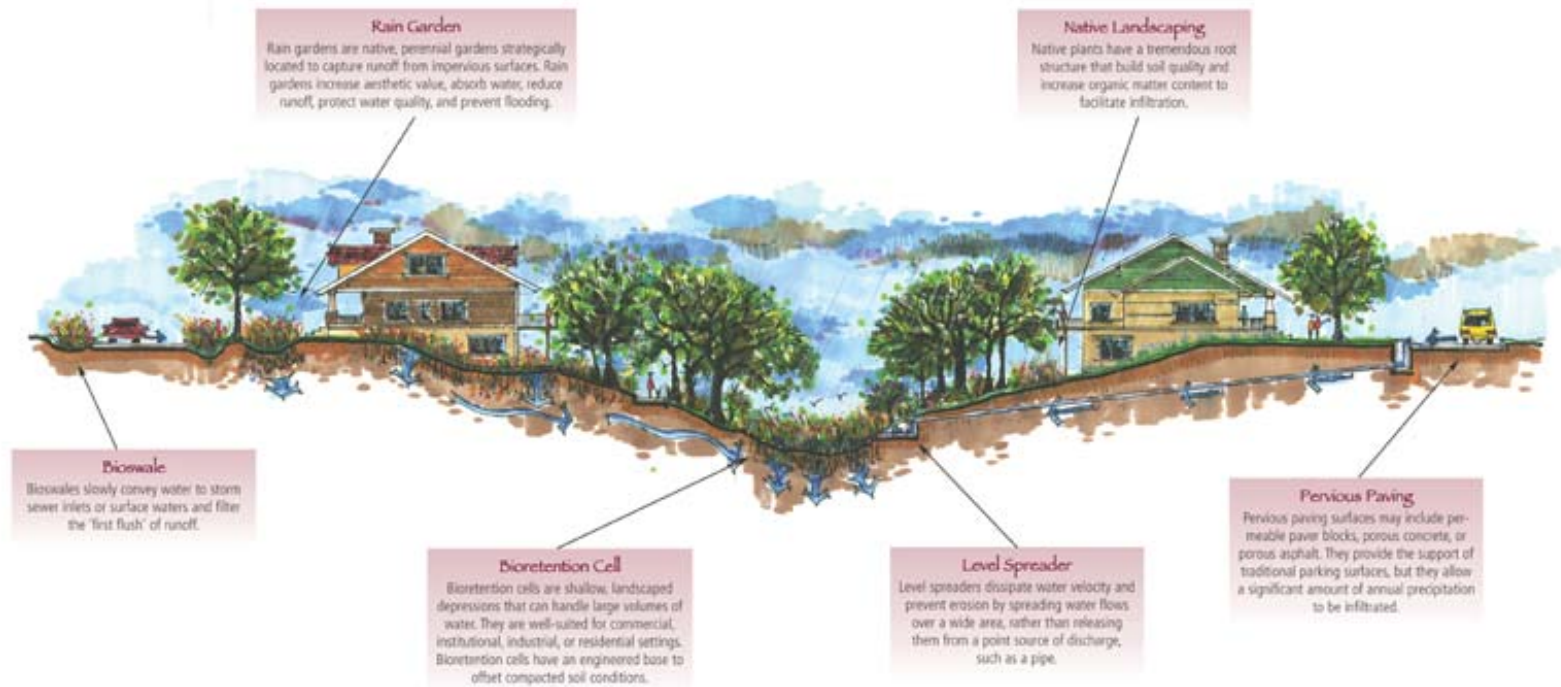 Rain Garden
Rain gardens are native, perennial gardens strategically
located to capture runoff from impervious surfaces. Rain
gardens increase aesthetic value, absorb water, reduce
runoff, protect water quality, and prevent flooding.
Native Landscaping
Native plants have a tremendous root
structure that build soil quality and
increase organic matter content to
facilitate infiltration.
Bioswale
Bioswales slowly convey water to storm
sewer inlets or surface waters and filter
the 'first flush' of runoff.
Bioretention Cell
Bioretention cells are shallow, landscaped
depressions that can handle large volumes of
water. They are well-suited for commercial,
institutional, industrial, or residential settings.
Bioretention cells have an engineered base to
offset compacted soil conditions.
Level Spreader
Level spreaders dissipate water velocity and
prevent erosion by spreading water flows
over a wide area, rather than releasing
them from a point source of discharge,
such as a pipe.
Pervious Paving
Pervious paving surfaces may include per-
meable paver blocks, porous concrete, or
porous asphalt. They provide the support of
traditional parking surfaces, but they allow
a significant amount of annual precipitation
to be infiltrated.